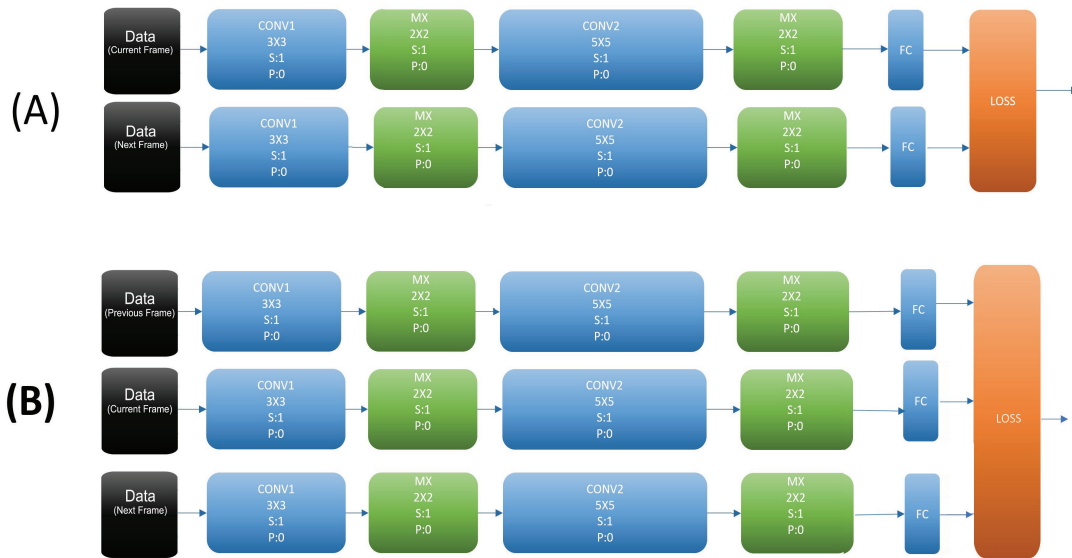 (A)
Data
(Current Frame)
CONV1
3X3
S:1
P:0
MX
2X2
S:1
P:0
CONV2
5X5
S:1
P:0
MX
2X2
S:1
P:0
FC
LOSS
Data
(Next Frame)
CONV1
3X3
S:1
P:0
MX
2X2
S:1
P:0
CONV2
5X5
S:1
P:0
MX
2X2
S:1
P:0
FC
(B)
Data
(Previous Frame)
CONV1
3X3
S:1
P:0
MX
2X2
S:1
P:0
CONV2
5X5
S:1
P:0
MX
2X2
S:1
P:0
FC
Data
(Current Frame)
CONV1
3X3
S:1
P:0
MX
2X2
S:1
P:0
CONV2
5X5
S:1
P:0
MX
2X2
S:1
P:0
FC
LOSS
Data
(Next Frame)
CONV1
3X3
S:1
P:0
MX
2X2
S:1
P:0
CONV2
5X5
S:1
P:0
MX
2X2
S:1
P:0
FC